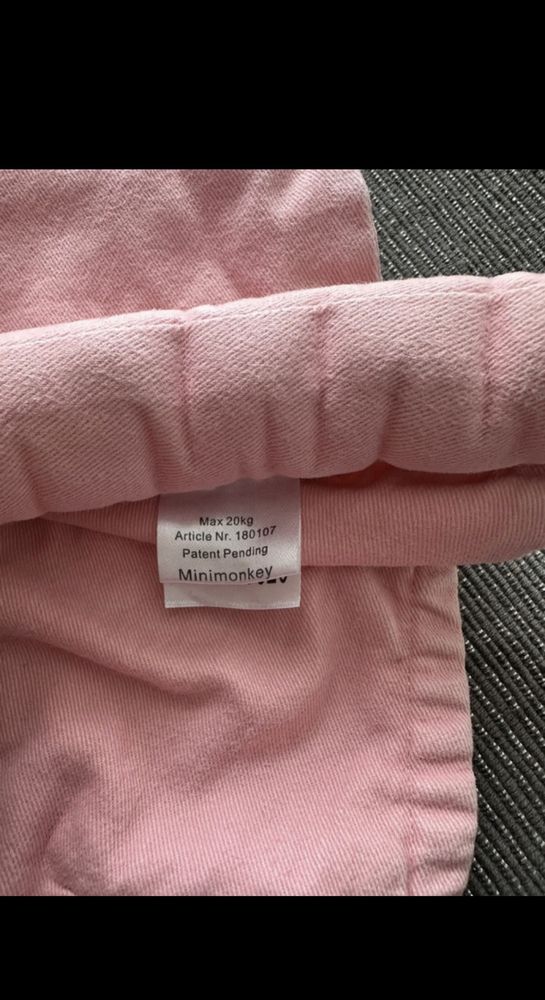 Max 20kg
Article Nr. 180107
Patent Pending
Minimonkey